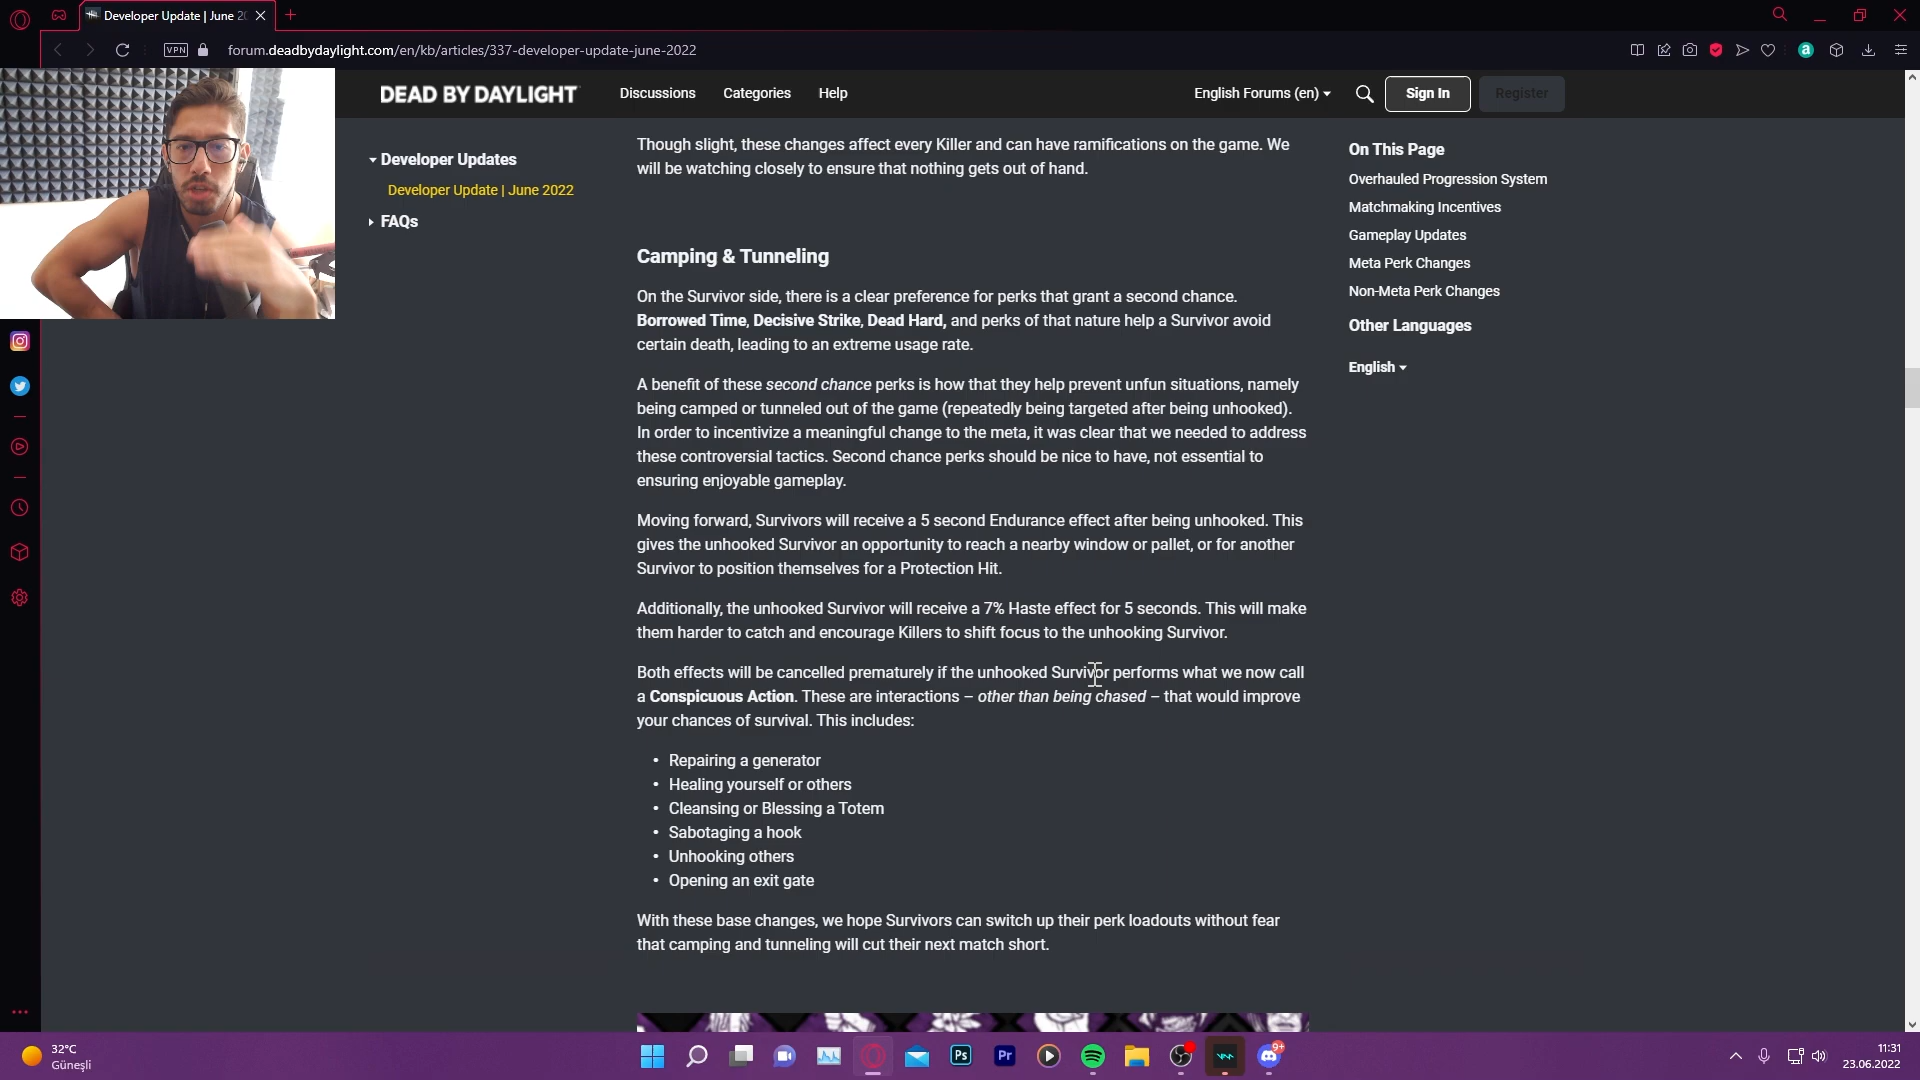 Developer Update | June 20
VPN
forum.deadbydaylight.com/en/kb/articles/337-developer-update-june-2022
DEAD BY DAYLIGHT
Discussions
Categories
Help
English Forums (en)
Sign In
Register
Developer Updates
Developer Update | June 2022
FAQs
Though slight, these changes affect every Killer and can have ramifications on the game. We
will be watching closely to ensure that nothing gets out of hand.
Camping & Tunneling
On the Survivor side, there is a clear preference for perks that grant a second chance.
Borrowed Time, Decisive Strike, Dead Hard, and perks of that nature help a Survivor avoid
certain death, leading to an extreme usage rate.
A benefit of these second chance perks is how that they help prevent unfun situations, namely
being camped or tunneled out of the game (repeatedly being targeted after being unhooked).
In order to incentivize a meaningful change to the meta, it was clear that we needed to address
these controversial tactics. Second chance perks should be nice to have, not essential to
ensuring enjoyable gameplay.
Moving forward, Survivors will receive a 5 second Endurance effect after being unhooked. This
gives the unhooked Survivor an opportunity to reach a nearby window or pallet, or for another
Survivor to position themselves for a Protection Hit.
Additionally, the unhooked Survivor will receive a 7% Haste effect for 5 seconds. This will make
them harder to catch and encourage Killers to shift focus to the unhooking Survivor.
Both effects will be cancelled prematurely if the unhooked Survivor performs what we now call
a Conspicuous Action. These are interactions – other than being chased – that would improve
your chances of survival. This includes:
• Repairing a generator
• Healing yourself or others
• Cleansing or Blessing a Totem
• Sabotaging a hook
• Unhooking others
• Opening an exit gate
With these base changes, we hope Survivors can switch up their perk loadouts without fear
that camping and tunneling will cut their next match short.
On This Page
Overhauled Progression System
Matchmaking Incentives
Gameplay Updates
Meta Perk Changes
Non-Meta Perk Changes
Other Languages
English
32°C
Güneşli
Ps
Pr
9+
11:31
23.06.2022